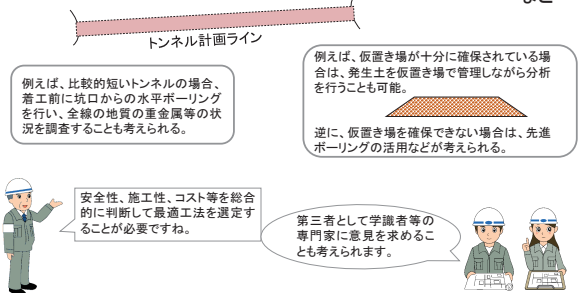 など
トンネル計画ライン
例えば、比較的短いトンネルの場合、
着工前に坑口からの水平ボーリング
を行い、全線の地質の重金属等の状
況を調査することも考えられる。
例えば、仮置き場が十分に確保されている場
合は、発生土を仮置き場で管理しながら分析
を行うことも可能。
逆に、仮置き場を確保できない場合は、先進
ボーリングの活用などが考えられる。
安全性、施工性、コスト等を総合
的に判断して最適工法を選定す
ることが必要ですね。
第三者として学識者等の
専門家に意見を求めるこ
とも考えられます。